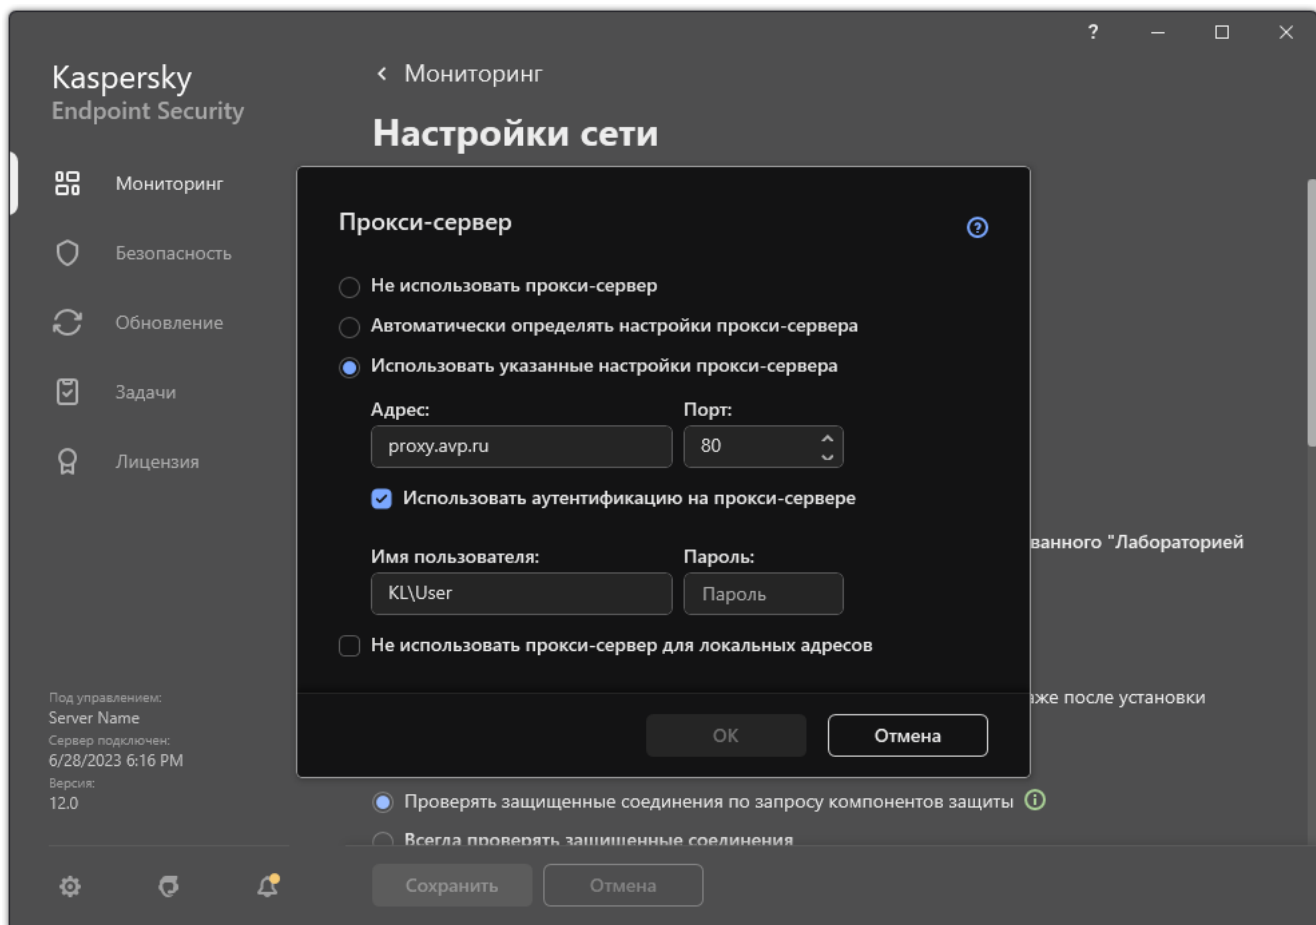 ?
Kaspersky
Endpoint Security
Мониторинг
Безопасность
Обновление
Задачи
Лицензия
Под управлением:
Server Name
Сервер подключен:
6/28/2023 6:16 PM
Версия:
12.0
Мониторинг
Настройки сети
Прокси-сервер
?
Не использовать прокси-сервер
Автоматически определять настройки прокси-сервера
Использовать указанные настройки прокси-сервера
Адрес: Порт:
proxy.avp.ru 80
Использовать аутентификацию на прокси-сервере
Имя пользователя: Пароль:
KL\User Пароль
Не использовать прокси-сервер для локальных адресов
ОК Отмена
ванного "Лабораторией
же после установки
Проверять защищенные соединения по запросу компонентов защиты
Всегда проверять защищенные соединения
Сохранить Отмена